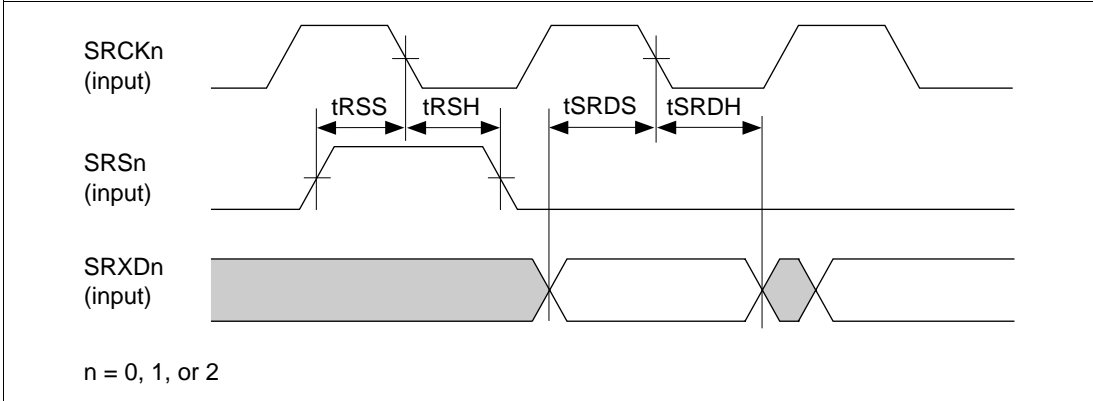 SRCKn
(input)
tRSS
tRSH
tSRDS
tSRDH
SRSn
(input)
SRXDn
(input)
n = 0, 1, or 2